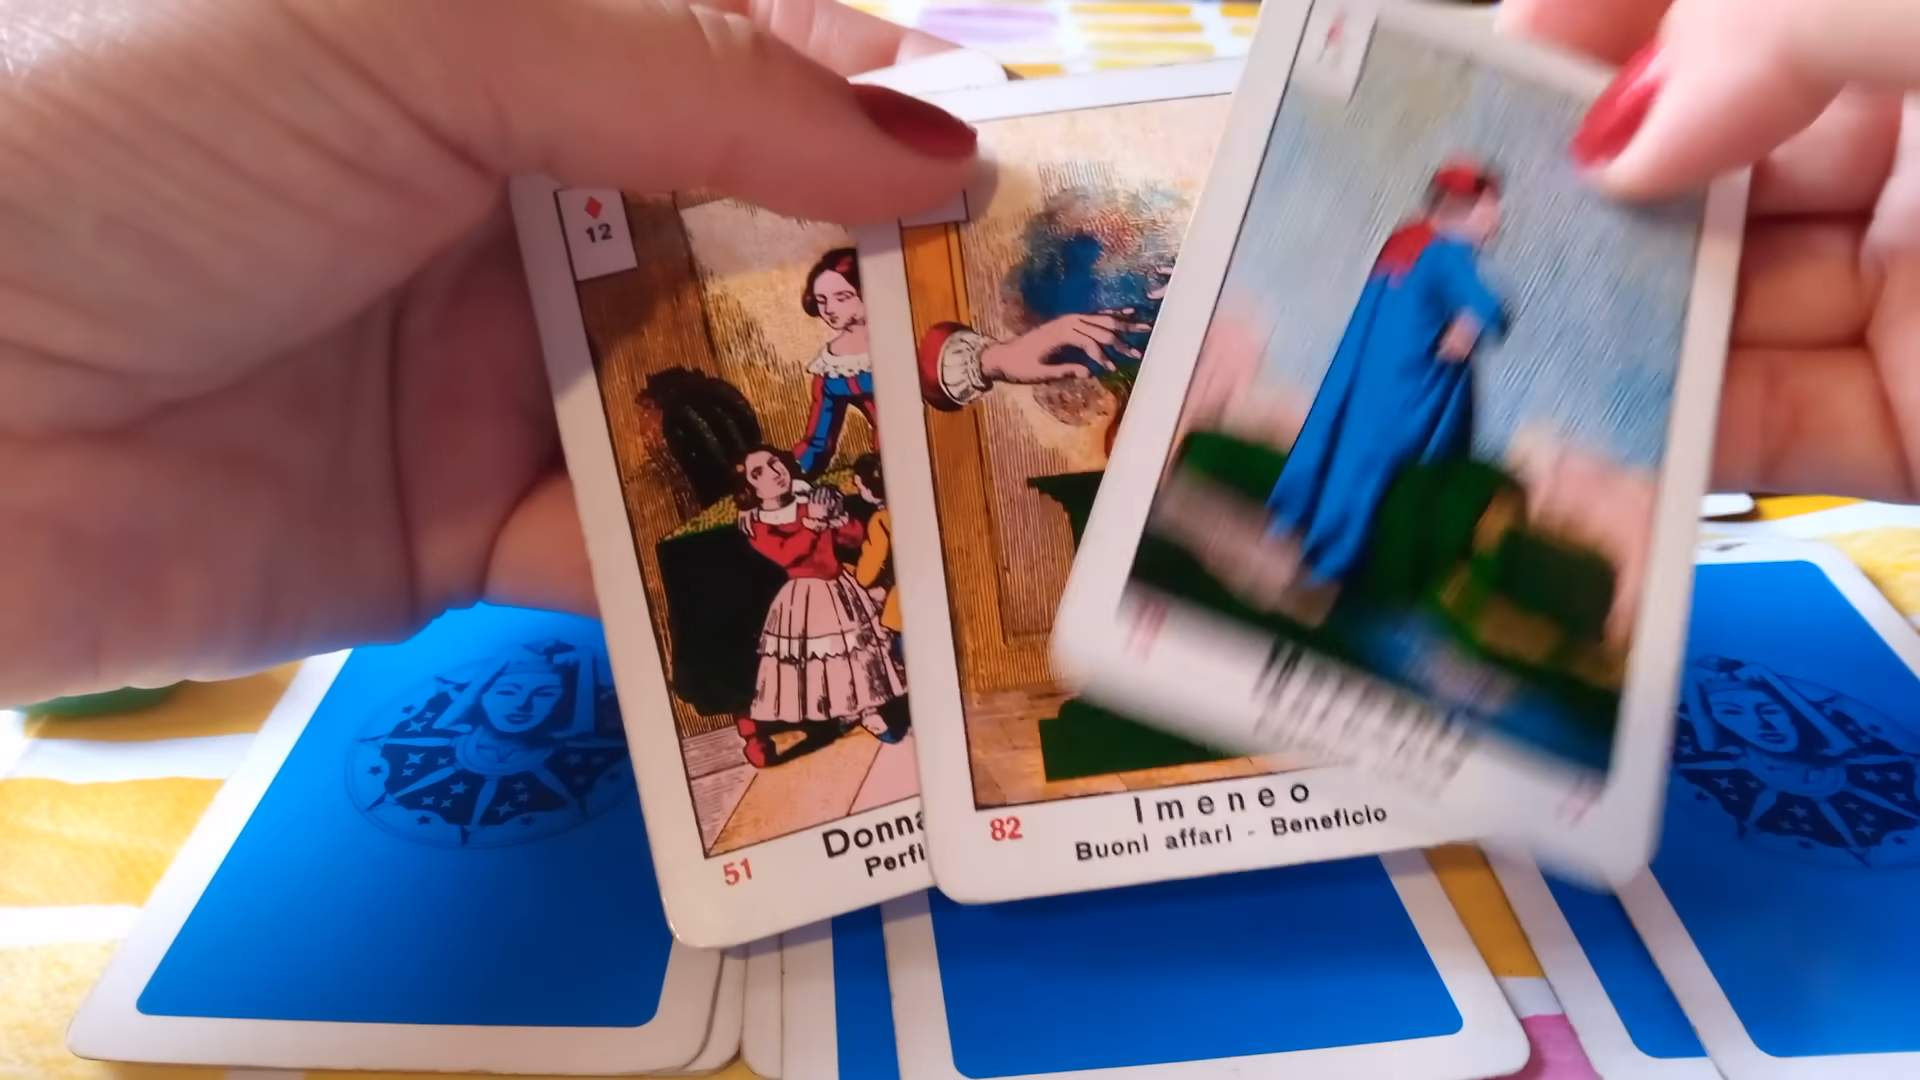 12
Donna
Perfi
51
Imeneo
82
Buoni affari - Beneficio